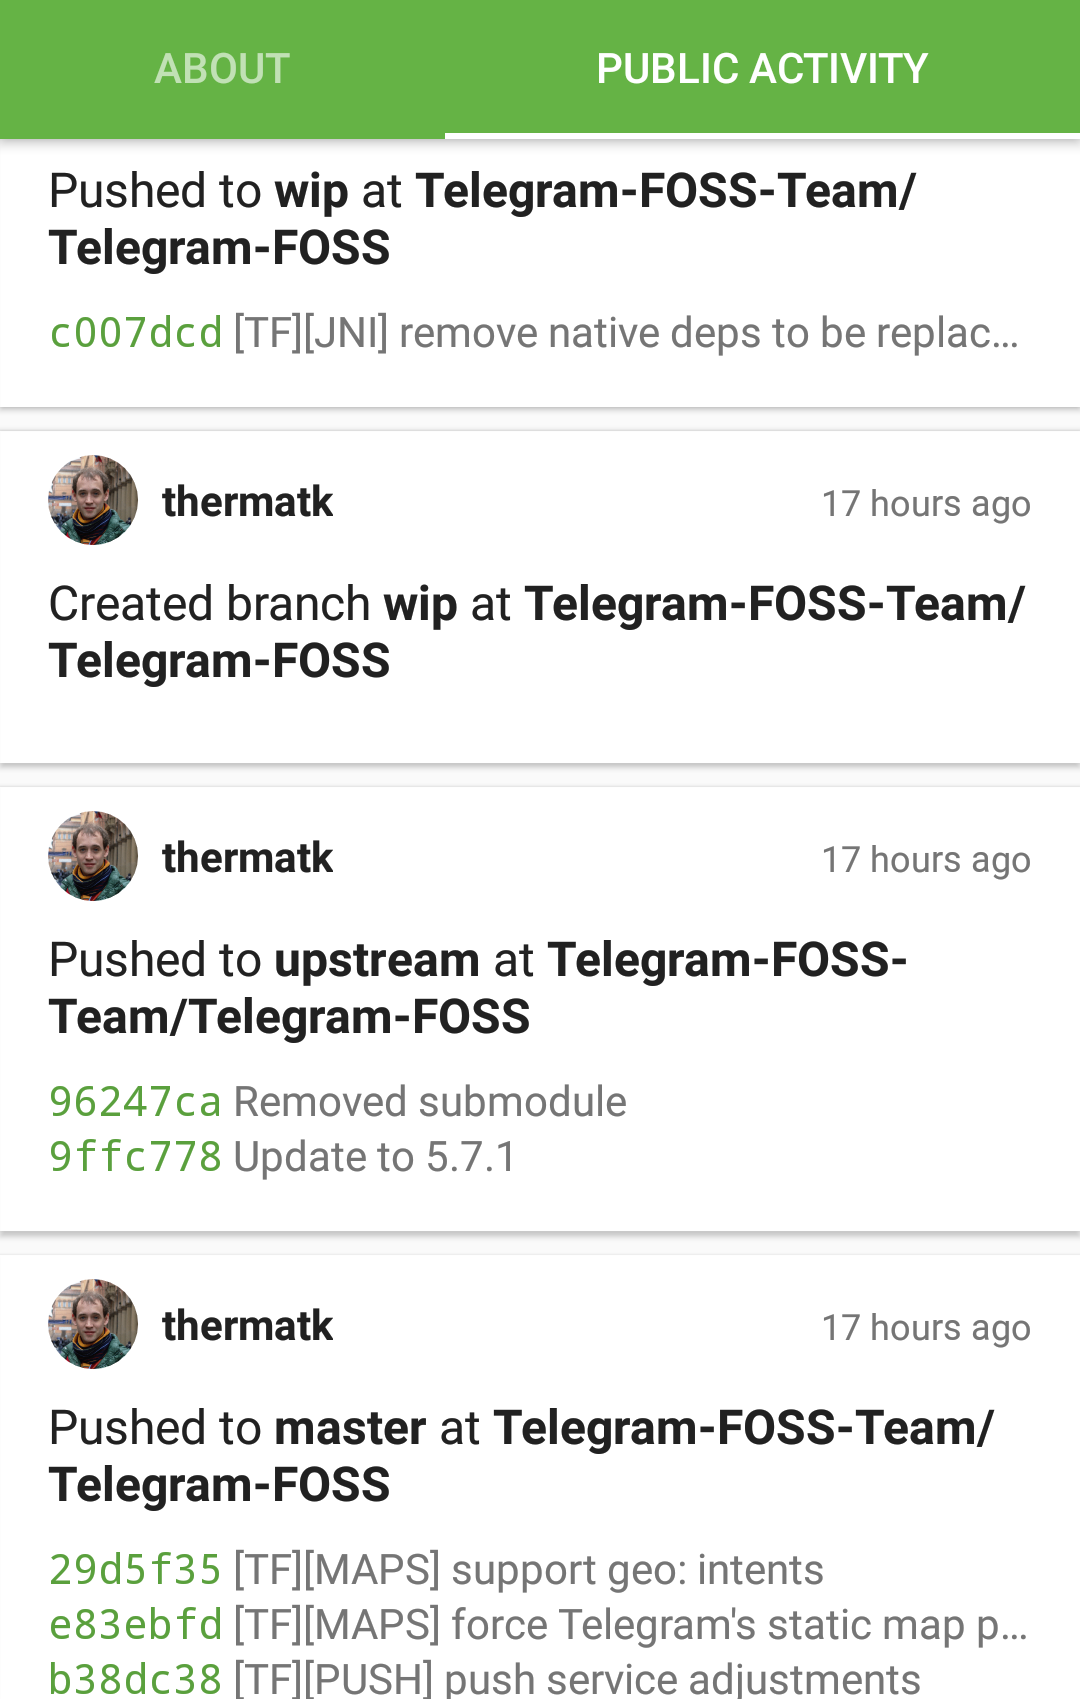 ABOUT
PUBLIC ACTIVITY
Pushed to wip at Telegram-FOSS-Team/
Telegram-FOSS
c007dcd [TF][JNI] remove native deps to be replac…
thermatk
17 hours ago
Created branch wip at Telegram-FOSS-Team/
Telegram-FOSS
thermatk
17 hours ago
Pushed to upstream at Telegram-FOSS-
Team/Telegram-FOSS
96247ca Removed submodule
9ffc778 Update to 5.7.1
thermatk
17 hours ago
Pushed to master at Telegram-FOSS-Team/
Telegram-FOSS
29d5f35 [TF][MAPS] support geo: intents
e83ebfd [TF][MAPS] force Telegram's static map p…
b38dc38 [TF][PUSH] push service adjustments